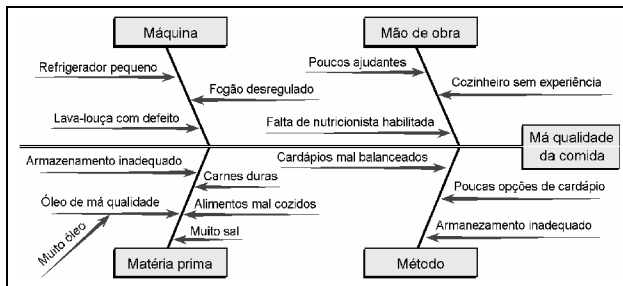 Máquina
Mão de obra
Refrigerador pequeno
Poucos ajudantes
Fogão desregulado
Cozinheiro sem experiência
Lava-louça com defeito
Falta de nutricionista habilitada
Má qualidade
da comida
Armazenamento inadequado
Cardápios mal balanceados
Carnes duras
Poucas opções de cardápio
Óleo de má qualidade
Alimentos mal cozidos
Muito óleo
Muito sal
Armanezamento inadequado
Matéria prima
Método